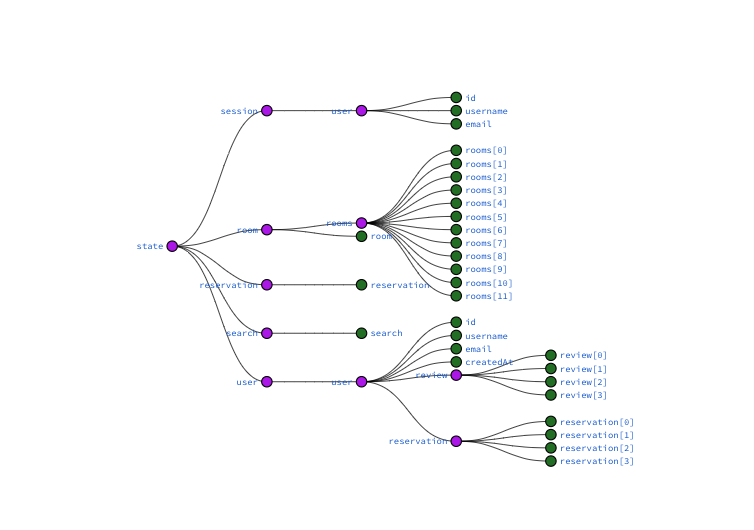 id
session user username
email
rooms[0]
rooms[1]
rooms[2]
rooms[3]
rooms[4]
rooms[5]
rooms rooms[6]
room room rooms[7]
state rooms[8]
rooms[9]
reservation reservation rooms[10]
rooms[11]
id
search search username
email
createdAt review[0]
review review[1]
user user review[2]
review[3]
reservation[0]
reservation reservation[1]
reservation[2]
reservation[3]